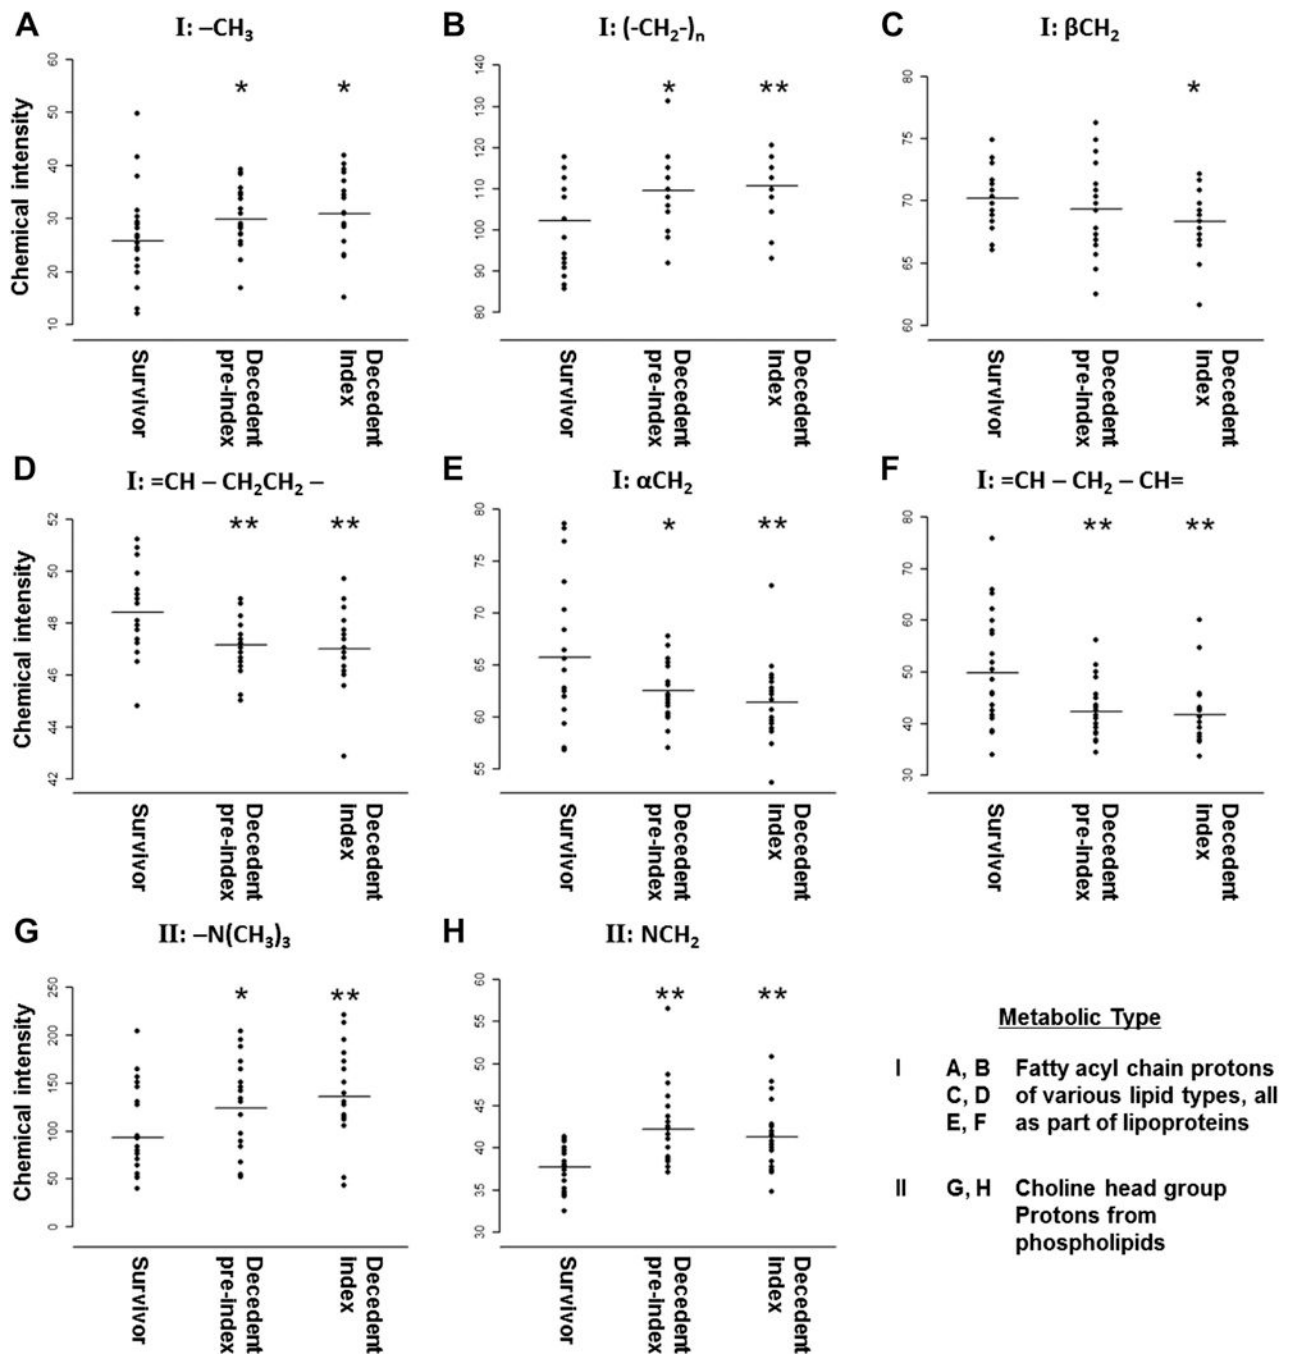 A
I: –CH₃
B
I: (-CH₂-)ₙ
C
I: βCH₂
Chemical intensity
60
50
40
30
20
10
*
*
Survivor
Decedent
pre-index
Decedent
index
140
130
120
110
100
90
80
*
**
Survivor
Decedent
pre-index
Decedent
index
80
75
70
65
60
*
Survivor
Decedent
pre-index
Decedent
index
D
I: =CH – CH₂CH₂ –
E
I: αCH₂
F
I: =CH – CH₂ – CH=
Chemical intensity
52
50
48
46
44
42
**
**
Survivor
Decedent
pre-index
Decedent
index
80
75
70
65
60
55
*
**
Survivor
Decedent
pre-index
Decedent
index
80
70
60
50
40
30
**
**
Survivor
Decedent
pre-index
Decedent
index
G
II: –N(CH₃)₃
H
II: NCH₂
Chemical intensity
250
200
150
100
50
0
*
**
Survivor
Decedent
pre-index
Decedent
index
60
55
50
45
40
35
30
**
**
Survivor
Decedent
pre-index
Decedent
index
Metabolic Type
I A, B Fatty acyl chain protons
C, D of various lipid types, all
E, F as part of lipoproteins
II G, H Choline head group
Protons from
phospholipids